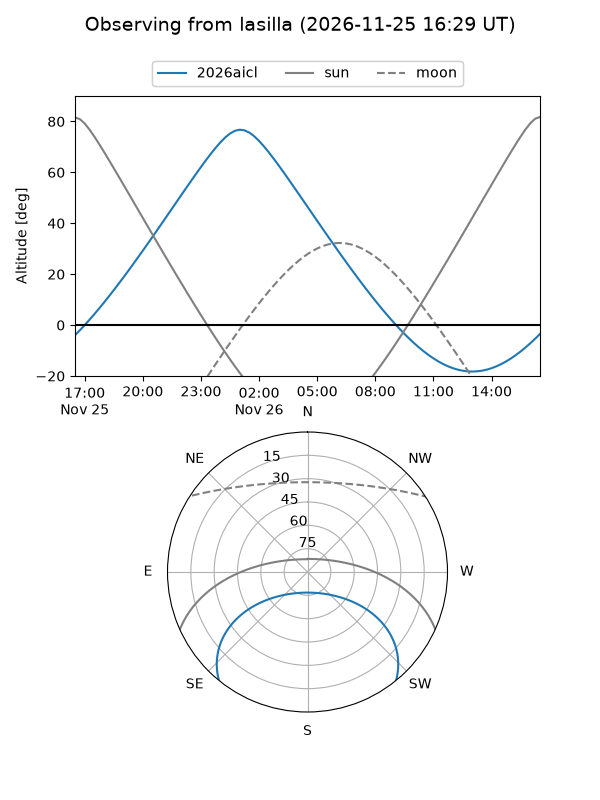 Observing from lasilla (2026-11-25 16:29 UT)
2026aicl sun moon
Altitude [deg]
80
60
40
20
0
−20
17:00 20:00 23:00 02:00 05:00 08:00 11:00 14:00
Nov 25 Nov 26
N
NE NW
15
30
45
60
75
E W
SE SW
S